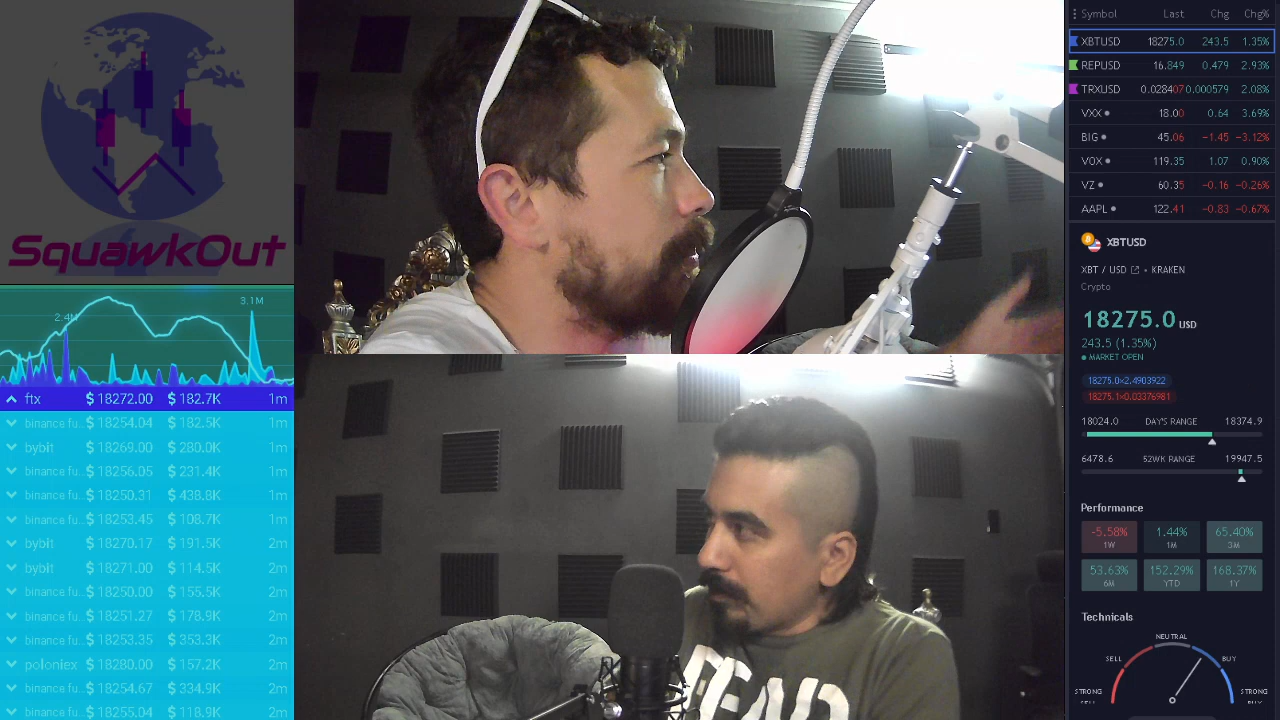 SquawkOut
2.4M
3.1M
ftx $ 18272.00 $ 182.7K 1m
binance fu.. $ 18254.04 $ 182.5K 1m
bybit $ 18269.00 $ 280.0K 1m
binance fu.. $ 18256.05 $ 231.4K 1m
binance fu.. $ 18250.31 $ 438.8K 1m
binance fu.. $ 18253.45 $ 108.7K 1m
bybit $ 18270.17 $ 191.5K 2m
bybit $ 18271.00 $ 114.5K 2m
binance fu.. $ 18250.00 $ 155.5K 2m
binance fu.. $ 18251.27 $ 178.9K 2m
binance fu.. $ 18253.35 $ 353.3K 2m
poloniex $ 18280.00 $ 157.2K 2m
binance fu.. $ 18254.67 $ 334.9K 2m
binance fu.. $ 18255.04 $ 118.9K 2m
Symbol Last Chg Chg%
XBTUSD 18275.0 243.5 1.35%
REPUSD 16.849 0.479 2.93%
TRXUSD 0.028407 0.000579 2.08%
VXX 18.00 0.64 3.69%
BIG 45.06 −1.45 −3.12%
VOX 119.35 1.07 0.90%
VZ 60.35 −0.16 −0.26%
AAPL 122.41 −0.83 −0.67%
XBTUSD
XBT / USD • KRAKEN
Crypto
18275.0 USD
243.5 (1.35%)
MARKET OPEN
18275.0×2.4903922
18275.1×0.03376981
18024.0 DAY'S RANGE 18374.9
6478.6 52WK RANGE 19947.5
Performance
-5.58% 1.44% 65.40%
1W 1M 3M
53.63% 152.29% 168.37%
6M YTD 1Y
Technicals
NEUTRAL
SELL BUY
STRONG STRONG
SELL BUY